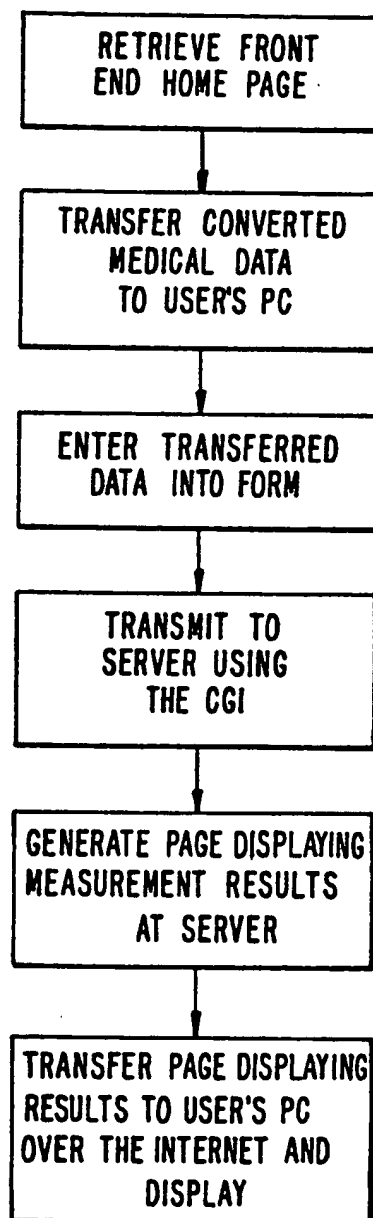 RETRIEVE FRONT
END HOME PAGE
TRANSFER CONVERTED
MEDICAL DATA
TO USER'S PC
ENTER TRANSFERRED
DATA INTO FORM
TRANSMIT TO
SERVER USING
THE CGI
GENERATE PAGE DISPLAYING
MEASUREMENT RESULTS
AT SERVER
TRANSFER PAGE DISPLAYING
RESULTS TO USER'S PC
OVER THE INTERNET AND
DISPLAY